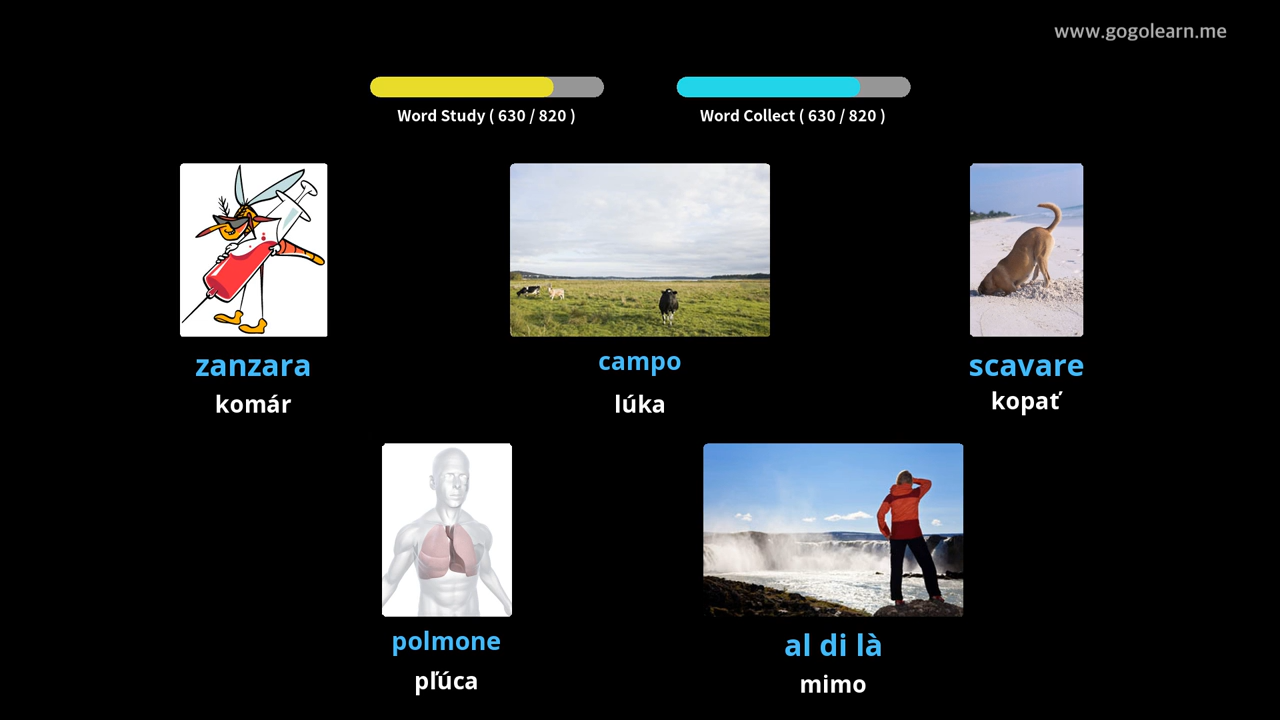 www.gogolearn.me
Word Study ( 630 / 820 )
Word Collect ( 630 / 820 )
zanzara
komár
campo
lúka
scavare
kopať
polmone
pľúca
al di là
mimo